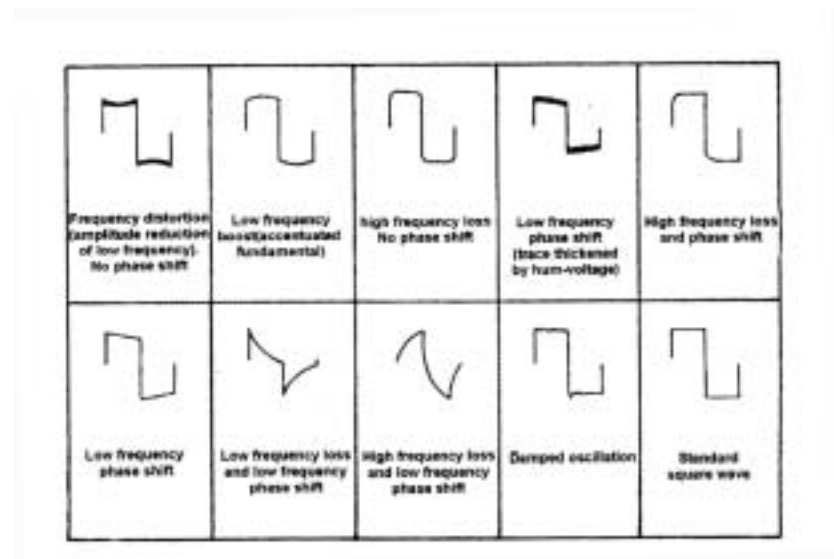 Frequency distortion
(amplitude reduction
of low frequency).
No phase shift
Low frequency
boost(accentuated
fundamental)
high frequency loss
No phase shift
Low frequency
phase shift
(trace thickened
by hum-voltage)
High frequency loss
and phase shift
Low frequency
phase shift
Low frequency loss
and low frequency
phase shift
High frequency loss
and low frequency
phase shift
Damped oscillation
Standard
square wave